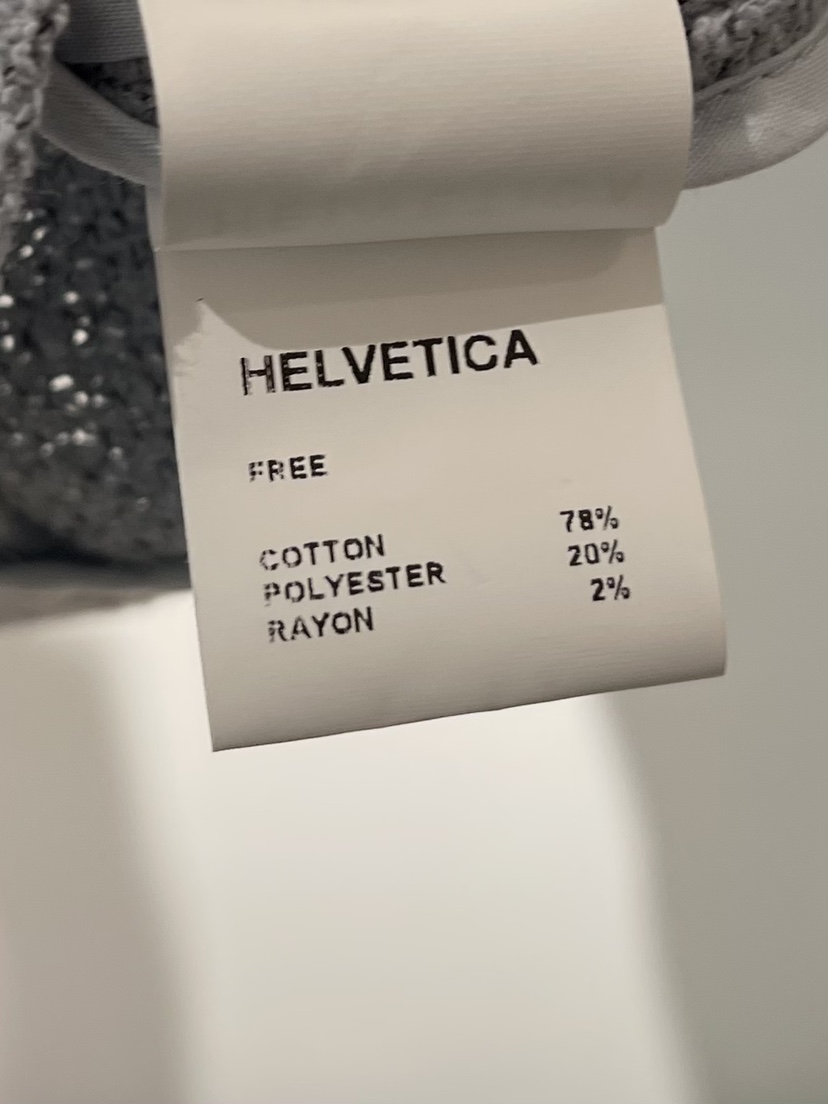 HELVETICA
FREE
COTTON 78%
POLYESTER 20%
RAYON 2%